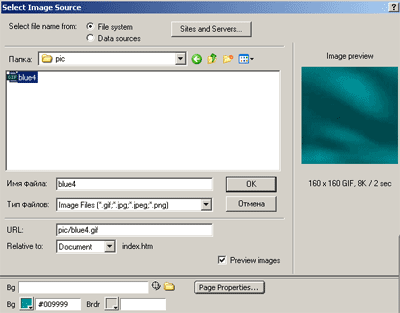 Select Image Source
Select file name from: File system Sites and Servers...
Data sources
Папка: pic
Image preview
blue4
Имя файла: blue4 OK
160 x 160 GIF, 8K / 2 sec
Тип файлов: Image Files (*.gif;*.jpg;*.jpeg;*.png) Отмена
URL: pic/blue4.gif
Relative to: Document index.htm
Preview images
Bg Page Properties...
Bg #009999 Brdr